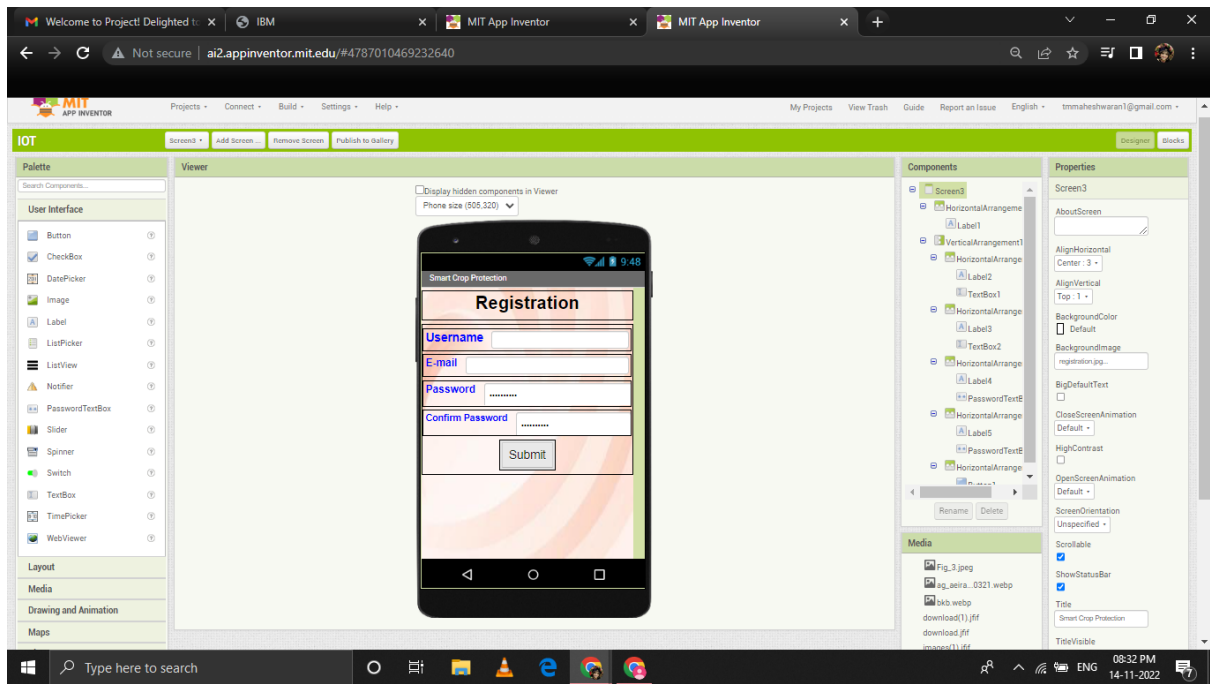 Welcome to Project! Delighted to
IBM
MIT App Inventor
MIT App Inventor
Not secure | ai2.appinventor.mit.edu/#4787010469232640
MIT
APP INVENTOR
Projects Connect Build Settings Help
My Projects View Trash Guide Report an Issue English tmmaheshwaran1@gmail.com
IOT
Screen3 Add Screen ... Remove Screen Publish to Gallery
Designer Blocks
Palette
Search Components...
User Interface
Button
CheckBox
DatePicker
Image
Label
ListPicker
ListView
Notifier
PasswordTextBox
Slider
Spinner
Switch
TextBox
TimePicker
WebViewer
Layout
Media
Drawing and Animation
Maps
Viewer
Display hidden components in Viewer
Phone size (505,320)
9:48
Smart Crop Protection
Registration
Username
E-mail
Password
Confirm Password
Submit
Components
Screen3
HorizontalArrangeme
Label1
VerticalArrangement1
HorizontalArrange
Label2
TextBox1
HorizontalArrange
Label3
TextBox2
HorizontalArrange
Label4
PasswordTextB
HorizontalArrange
Label5
PasswordTextB
HorizontalArrange
Rename Delete
Media
Fig_3.jpeg
ag_aeira...0321.webp
bkb.webp
download(1).jfif
download.jfif
images(1).jfif
Properties
Screen3
AboutScreen
AlignHorizontal
Center : 3
AlignVertical
Top : 1
BackgroundColor
Default
BackgroundImage
registration.jpg...
BigDefaultText
CloseScreenAnimation
Default
HighContrast
OpenScreenAnimation
Default
ScreenOrientation
Unspecified
Scrollable
ShowStatusBar
Title
Smart Crop Protection
TitleVisible
Type here to search
ENG
08:32 PM
14-11-2022